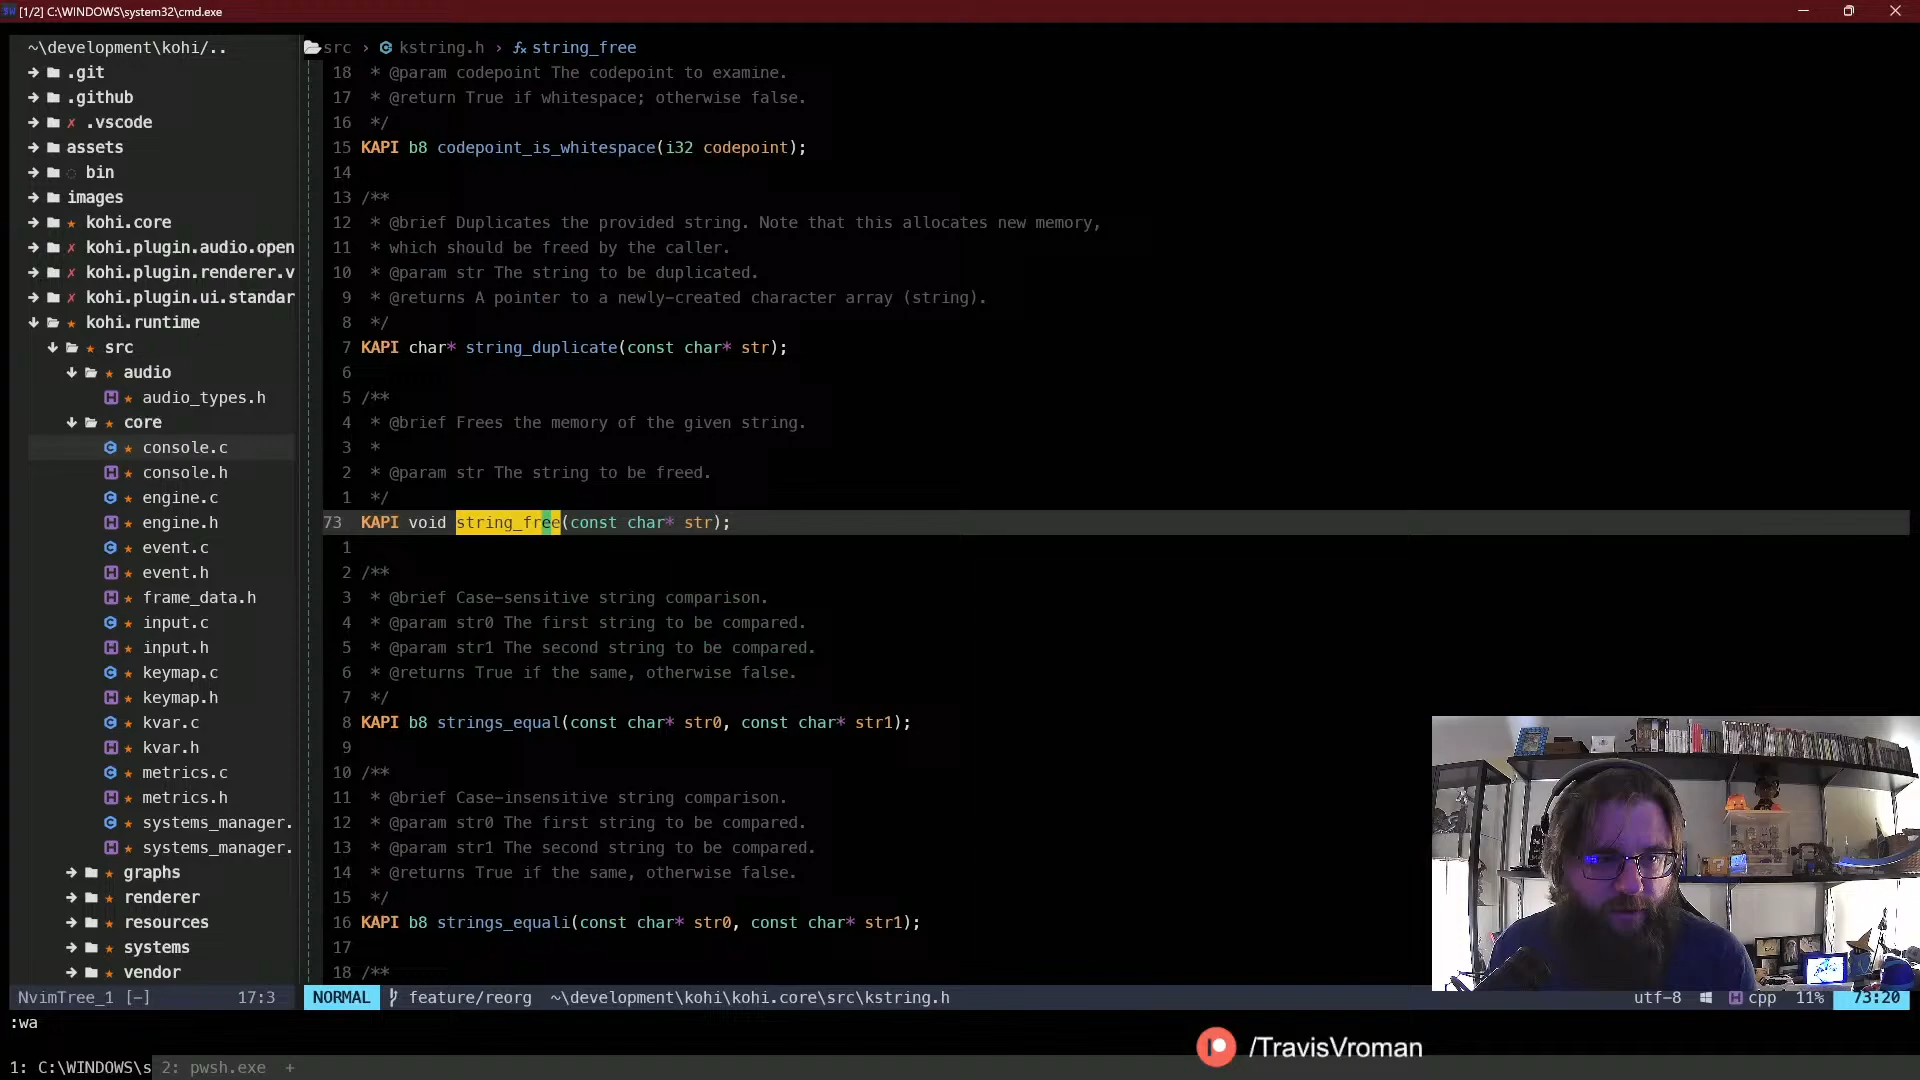 [1/2] C:\WINDOWS\system32\cmd.exe
~\development\kohi/..
.git
.github
✗ .vscode
assets
bin
images
★ kohi.core
✗ kohi.plugin.audio.open
✗ kohi.plugin.renderer.v
✗ kohi.plugin.ui.standar
★ kohi.runtime
★ src
★ audio
★ audio_types.h
★ core
★ console.c
★ console.h
★ engine.c
★ engine.h
★ event.c
★ event.h
★ frame_data.h
★ input.c
★ input.h
★ keymap.c
★ keymap.h
★ kvar.c
★ kvar.h
★ metrics.c
★ metrics.h
★ systems_manager.
★ systems_manager.
★ graphs
★ renderer
★ resources
★ systems
★ vendor
NvimTree_1 [-] 17:3
src › kstring.h › string_free
18 * @param codepoint The codepoint to examine.
17 * @return True if whitespace; otherwise false.
16 */
15 KAPI b8 codepoint_is_whitespace(i32 codepoint);
14
13 /**
12 * @brief Duplicates the provided string. Note that this allocates new memory,
11 * which should be freed by the caller.
10 * @param str The string to be duplicated.
9 * @returns A pointer to a newly-created character array (string).
8 */
7 KAPI char* string_duplicate(const char* str);
6
5 /**
4 * @brief Frees the memory of the given string.
3 *
2 * @param str The string to be freed.
1 */
73 KAPI void string_free(const char* str);
1
2 /**
3 * @brief Case-sensitive string comparison.
4 * @param str0 The first string to be compared.
5 * @param str1 The second string to be compared.
6 * @returns True if the same, otherwise false.
7 */
8 KAPI b8 strings_equal(const char* str0, const char* str1);
9
10 /**
11 * @brief Case-insensitive string comparison.
12 * @param str0 The first string to be compared.
13 * @param str1 The second string to be compared.
14 * @returns True if the same, otherwise false.
15 */
16 KAPI b8 strings_equali(const char* str0, const char* str1);
17
18 /**
NORMAL feature/reorg ~\development\kohi\kohi.core\src\kstring.h utf-8 cpp 11% 73:20
:wa
/TravisVroman
1: C:\WINDOWS\s 2: pwsh.exe +